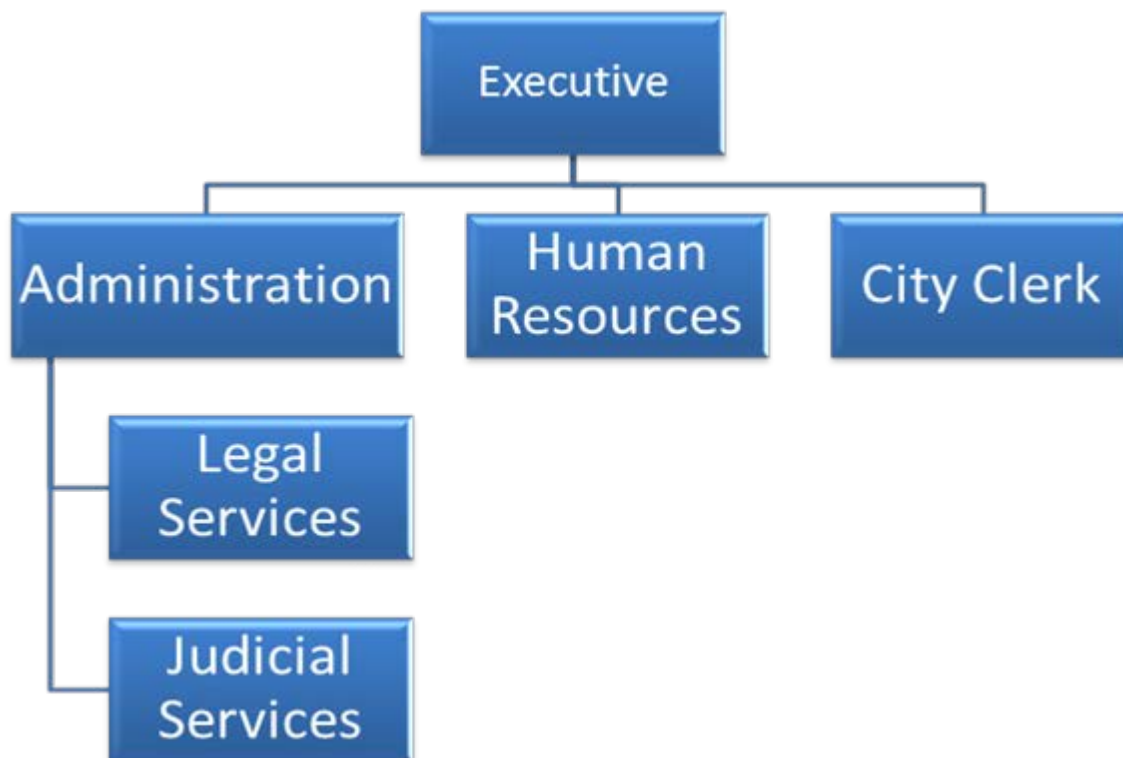 Executive
Administration
Human
Resources
City Clerk
Legal
Services
Judicial
Services